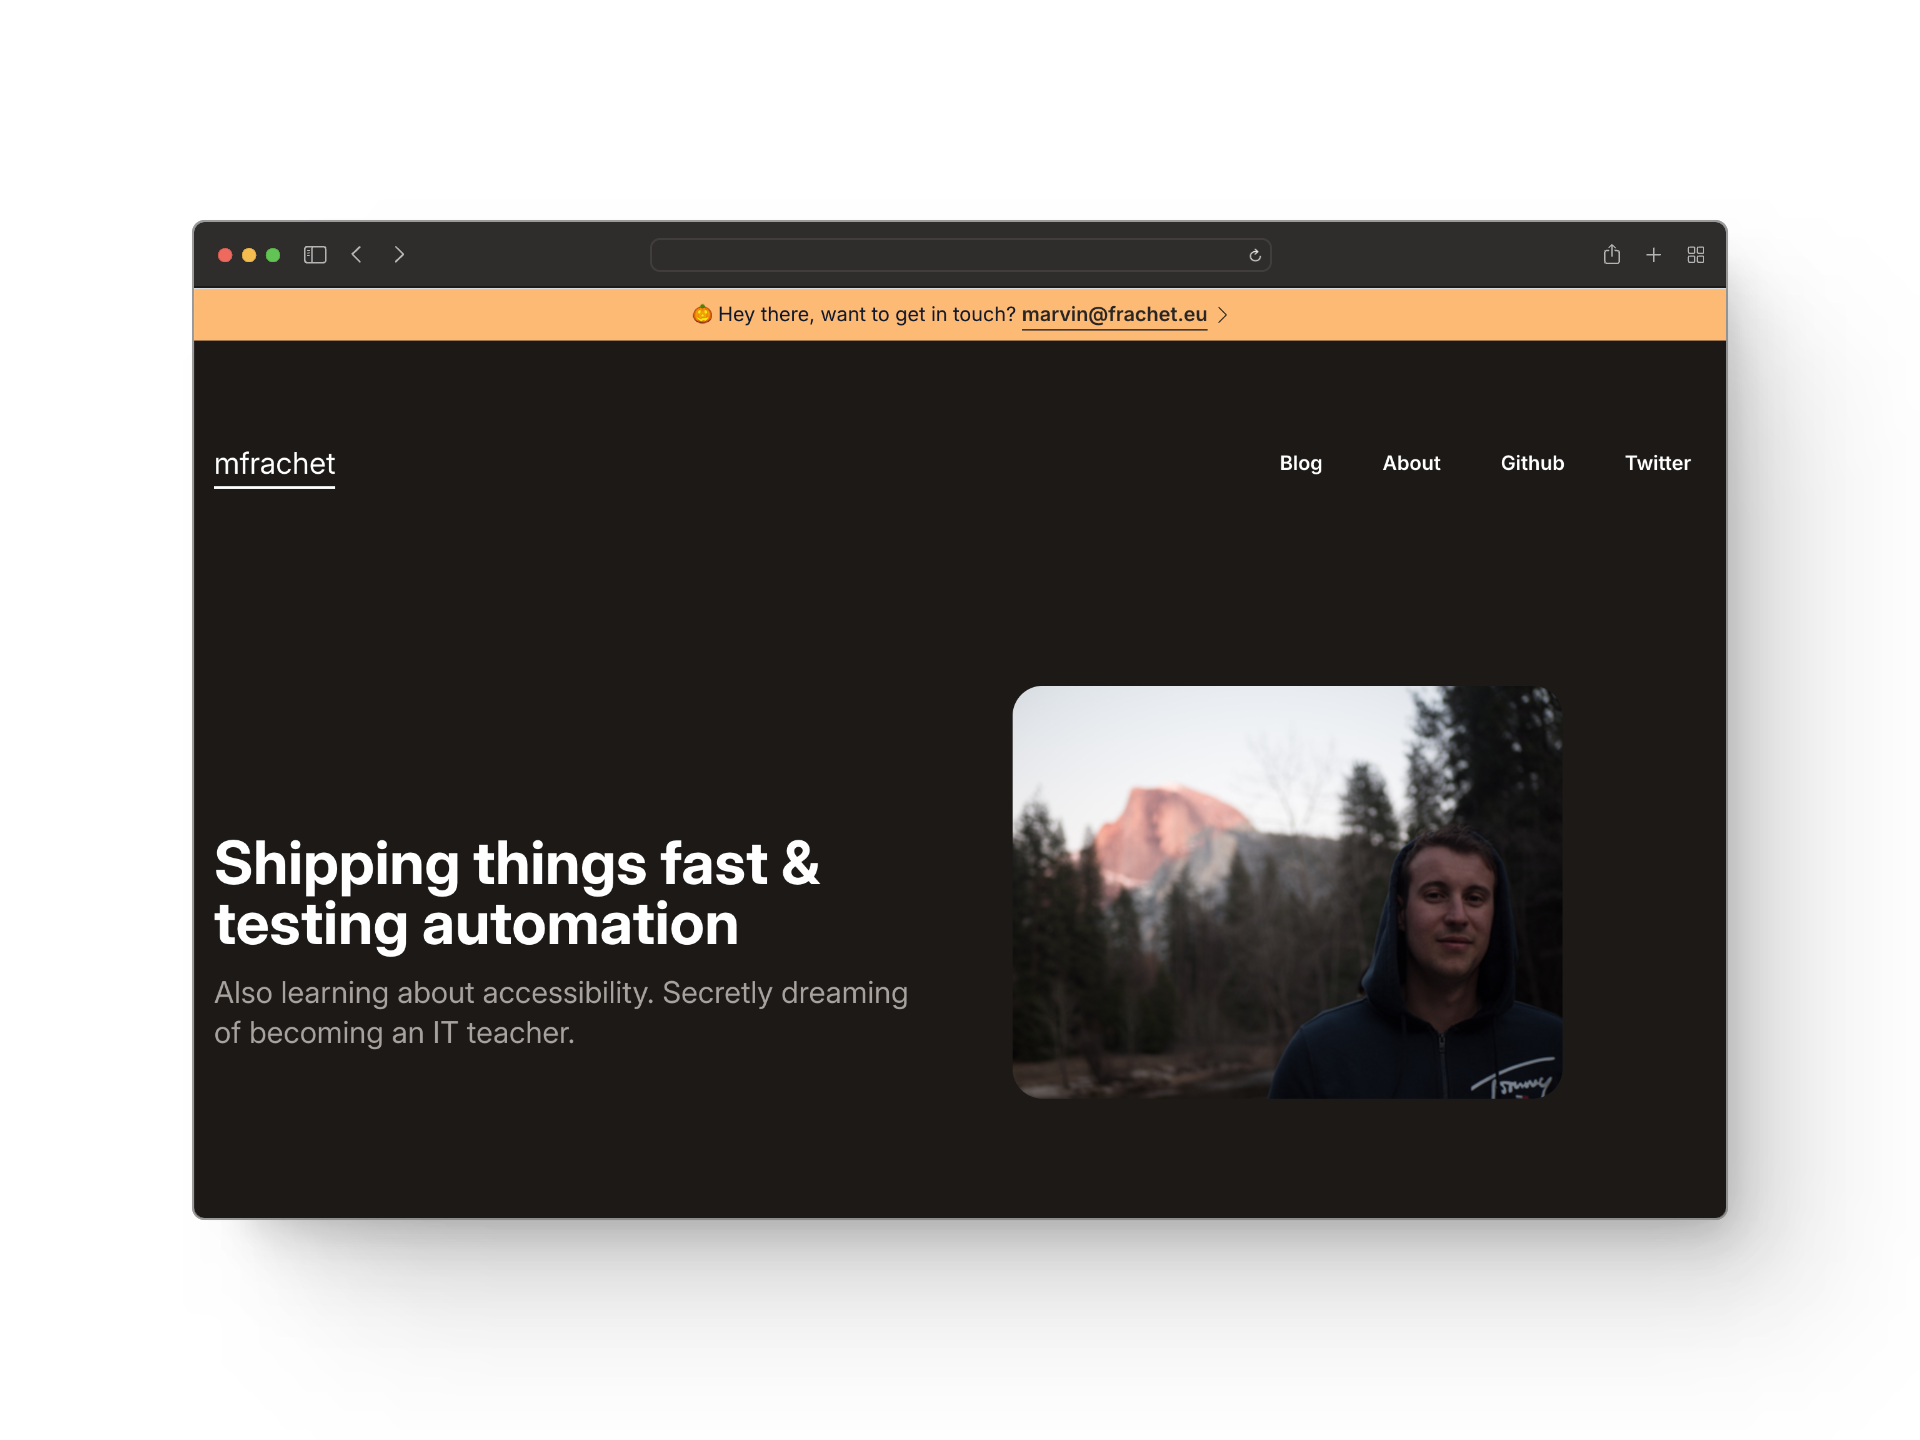 🎃 Hey there, want to get in touch? marvin@frachet.eu
mfrachet
Blog About Github Twitter
Shipping things fast &
testing automation
Also learning about accessibility. Secretly dreaming
of becoming an IT teacher.
Tommy